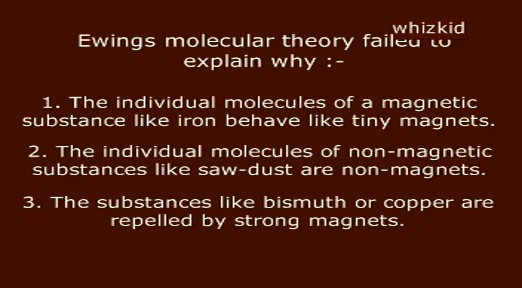 whizkid
Ewings molecular theory failed to
explain why :-
1. The individual molecules of a magnetic
substance like iron behave like tiny magnets.
2. The individual molecules of non-magnetic
substances like saw-dust are non-magnets.
3. The substances like bismuth or copper are
repelled by strong magnets.